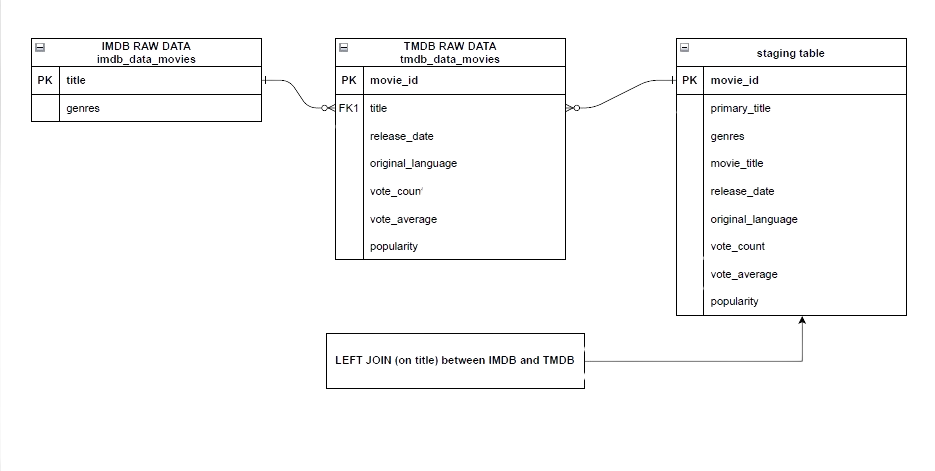 IMDB RAW DATA
imdb_data_movies
PK title
genres
TMDB RAW DATA
tmdb_data_movies
PK movie_id
FK1 title
release_date
original_language
vote_count
vote_average
popularity
staging table
PK movie_id
primary_title
genres
movie_title
release_date
original_language
vote_count
vote_average
popularity
LEFT JOIN (on title) between IMDB and TMDB